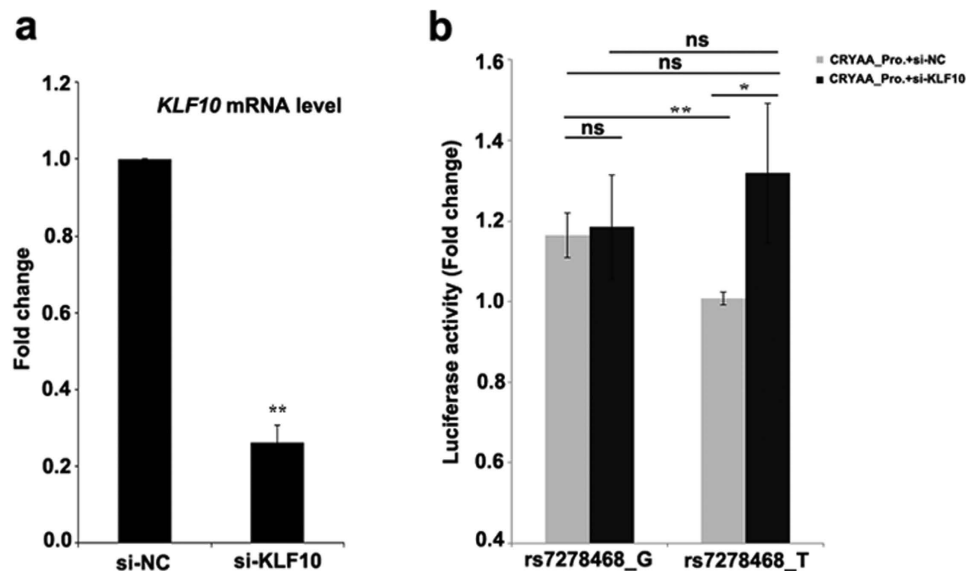 a
KLF10 mRNA level
Fold change
1.2
1.0
0.8
0.6
0.4
0.2
0.0
**
si-NC
si-KLF10
b
Luciferase activity (Fold change)
1.6
1.4
1.2
1.0
0.8
0.6
0.4
ns
ns
*
**
ns
rs7278468_G
rs7278468_T
CRYAA_Pro.+si-NC
CRYAA_Pro.+si-KLF10